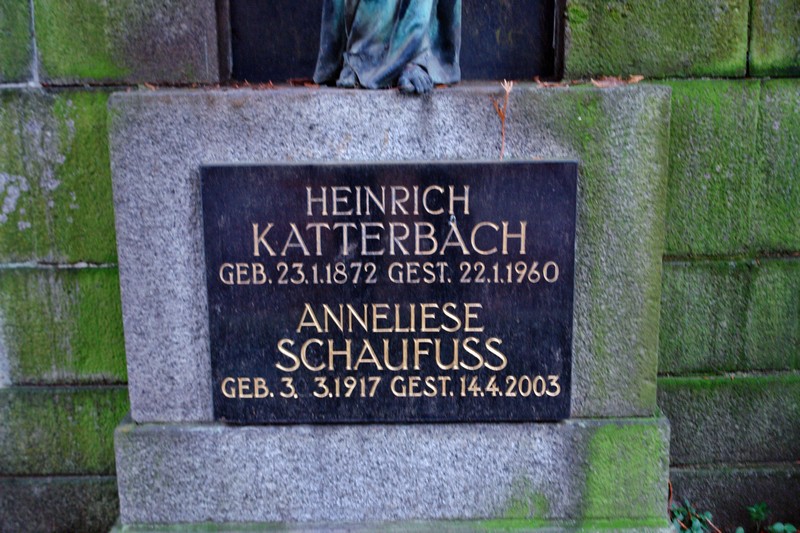 HEINRICH
KATTERBACH
GEB. 23.1.1872 GEST. 22.1.1960
ANNELIESE
SCHAUFUSS
GEB. 3. 3.1917 GEST. 14.4.2003